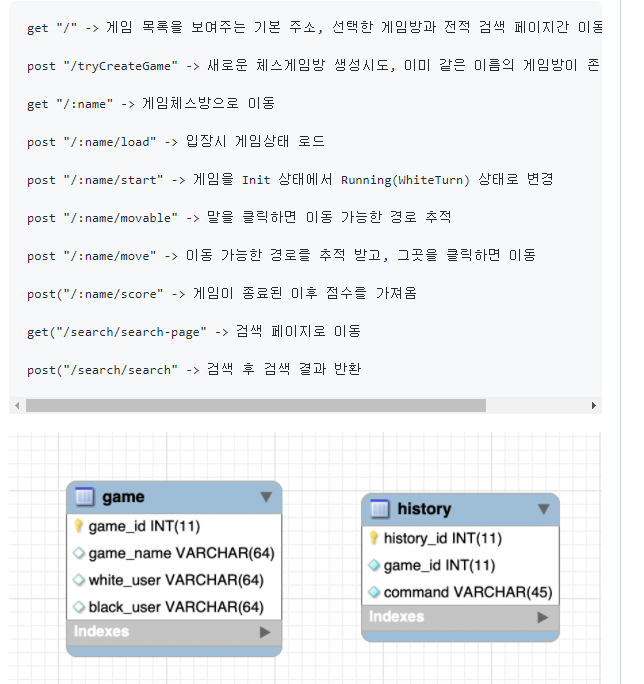 get "/" -> 게임 목록을 보여주는 기본 주소, 선택한 게임방과 전적 검색 페이지간 이동
post "/tryCreateGame" -> 새로운 체스게임방 생성시도, 이미 같은 이름의 게임방이 존
get "/:name" -> 게임체스방으로 이동
post "/:name/load" -> 입장시 게임상태 로드
post "/:name/start" -> 게임을 Init 상태에서 Running(WhiteTurn) 상태로 변경
post "/:name/movable" -> 말을 클릭하면 이동 가능한 경로 추적
post "/:name/move" -> 이동 가능한 경로를 추적 받고, 그곳을 클릭하면 이동
post("/:name/score" -> 게임이 종료된 이후 점수를 가져옴
get("/search/search-page" -> 검색 페이지로 이동
post("/search/search" -> 검색 후 검색 결과 반환
game
game_id INT(11)
game_name VARCHAR(64)
white_user VARCHAR(64)
black_user VARCHAR(64)
Indexes
history
history_id INT(11)
game_id INT(11)
command VARCHAR(45)
Indexes